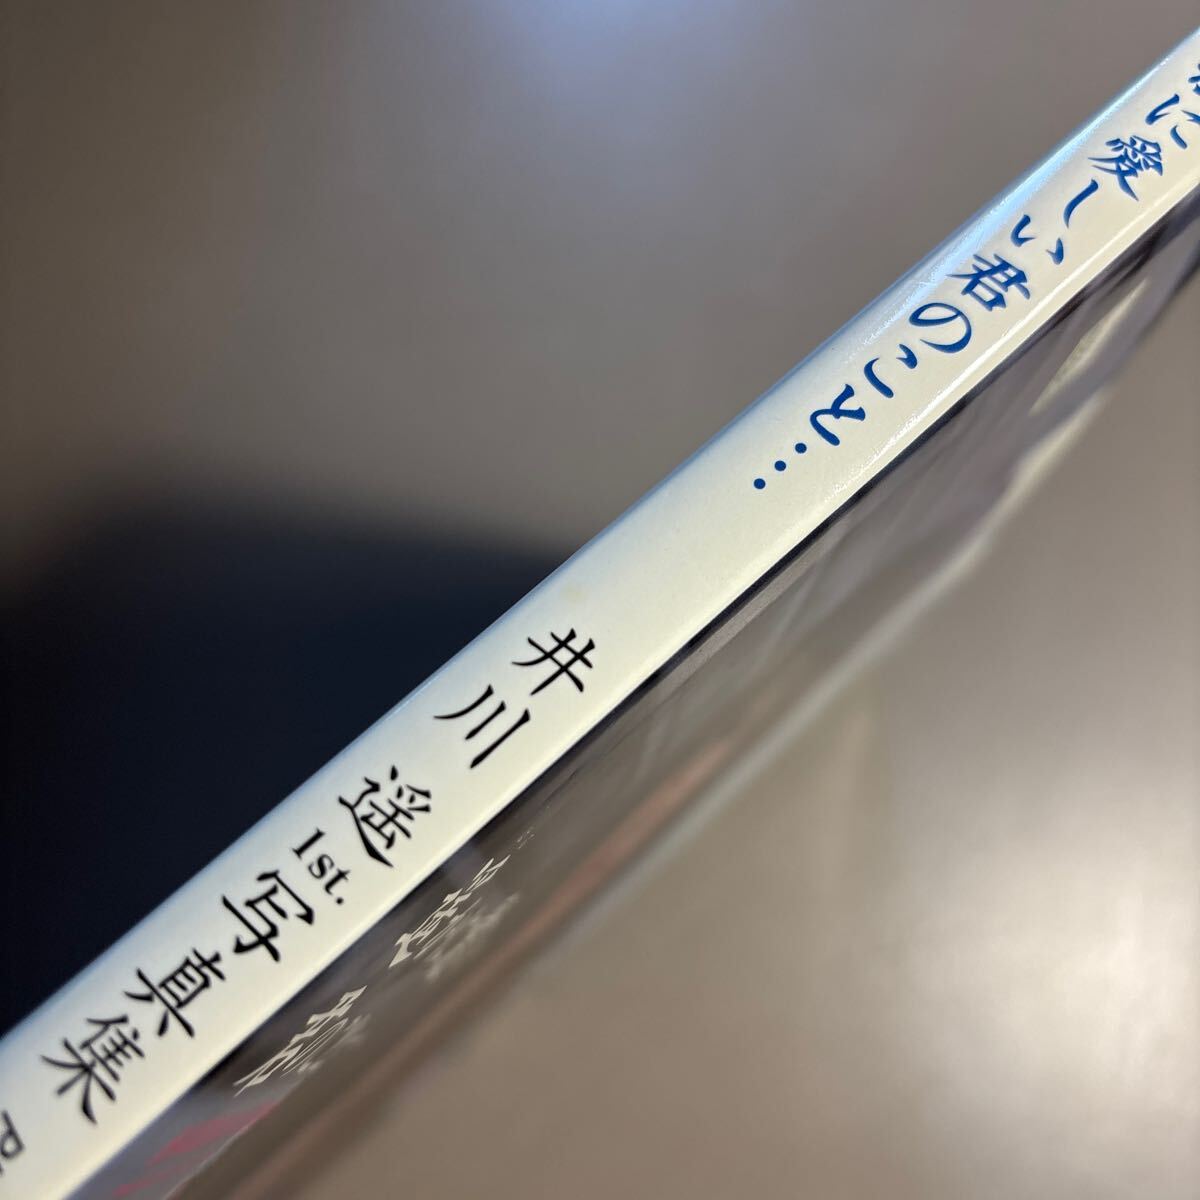 に愛しい君のこと…
井川遥
1st.
写真集